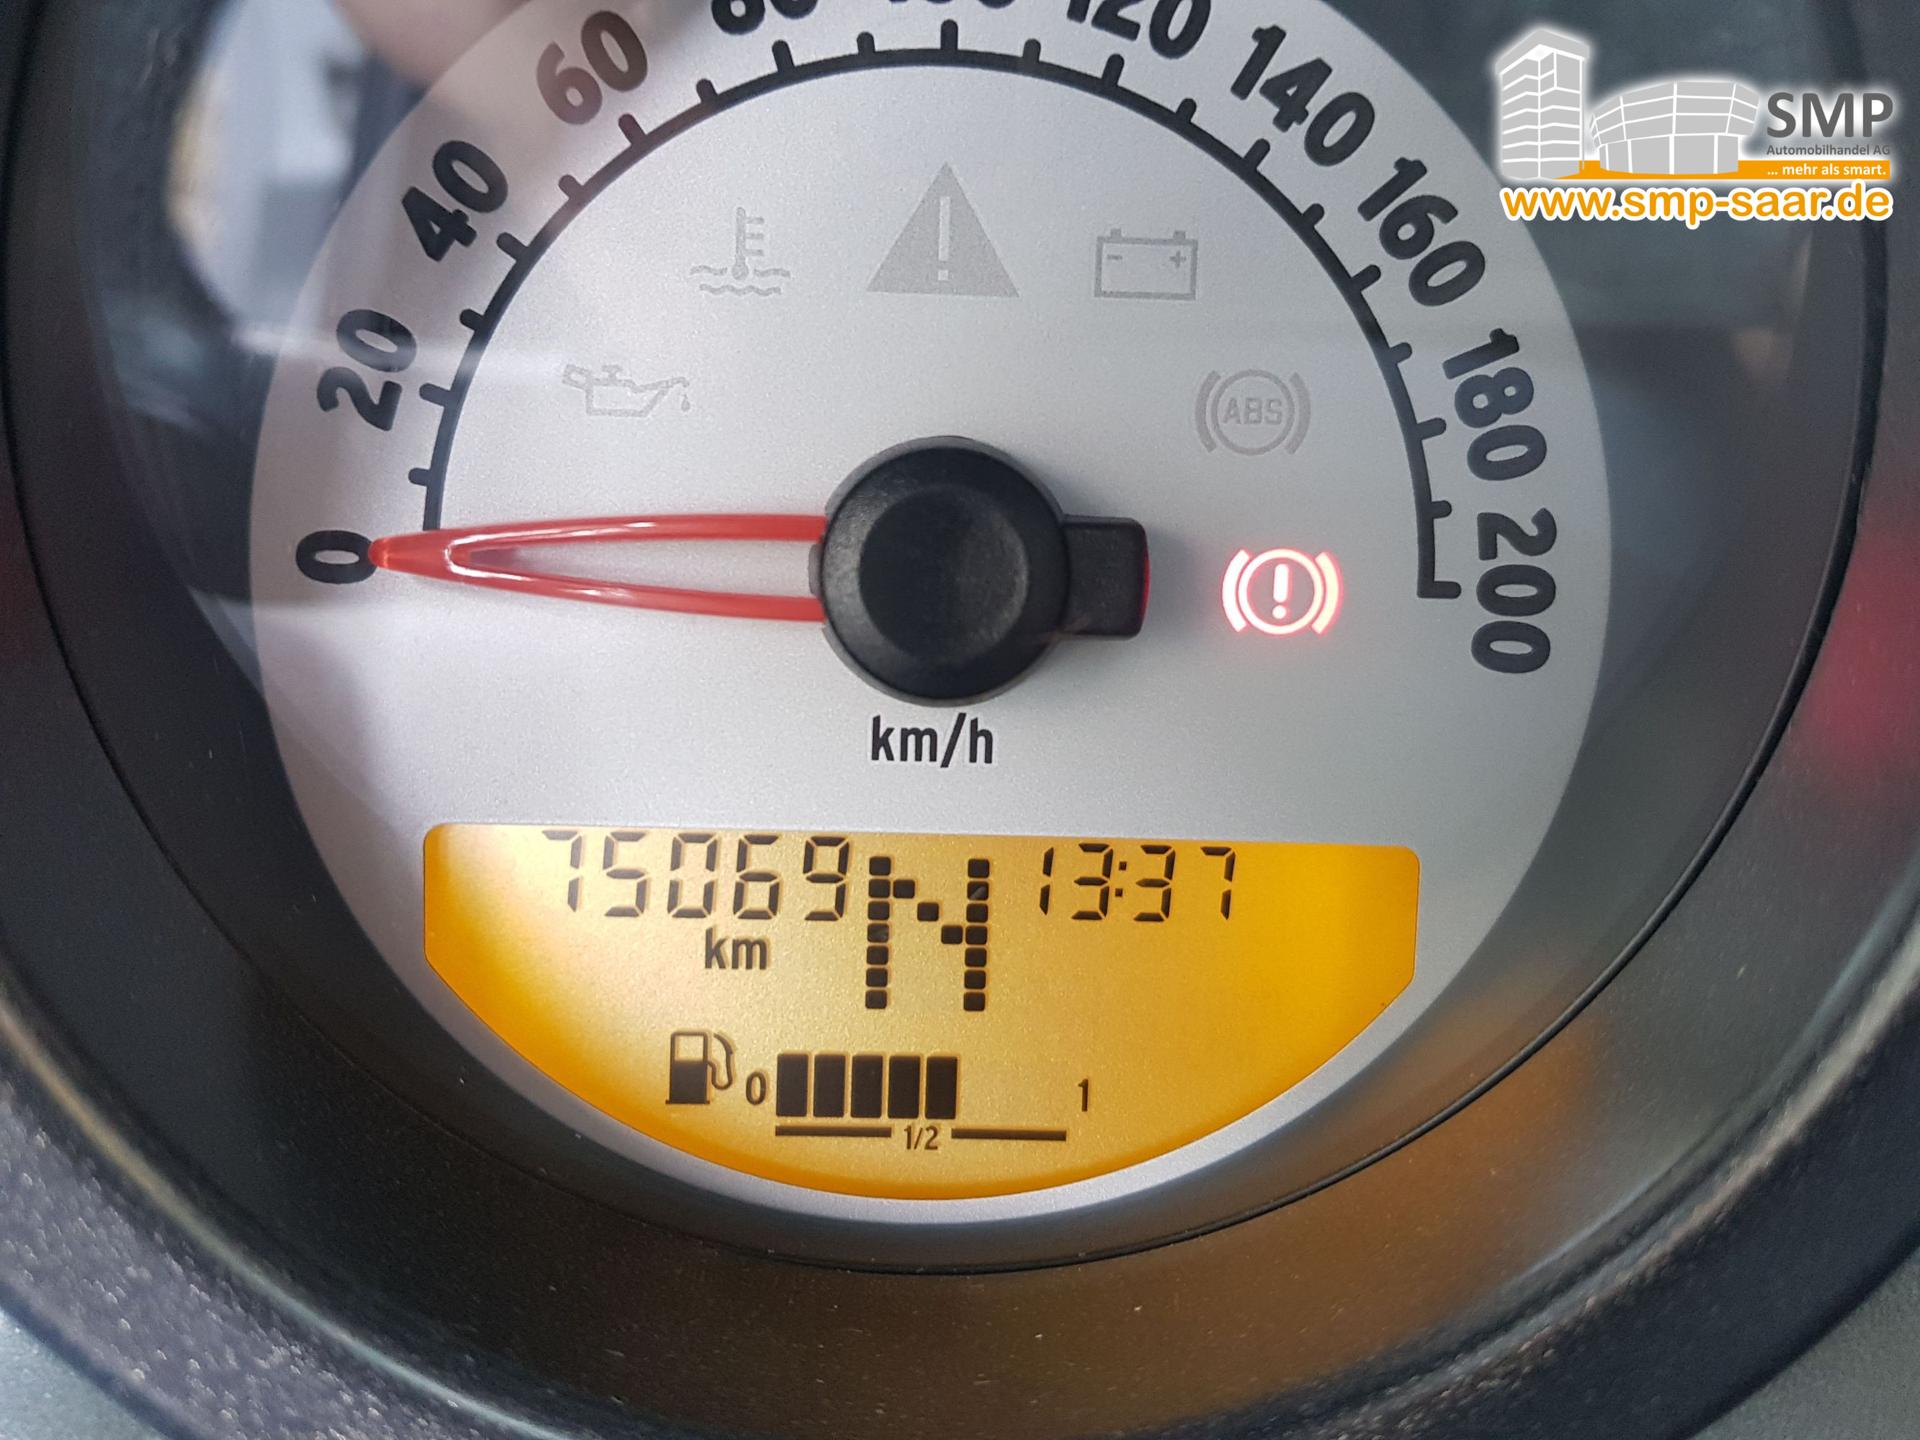 0
20
40
60
80
120
140
160
180
200
SMP
Automobilhandel AG
... mehr als smart.
www.smp-saar.de
- +
ABS
!
km/h
75069 N 13:37
km
0 1
1/2